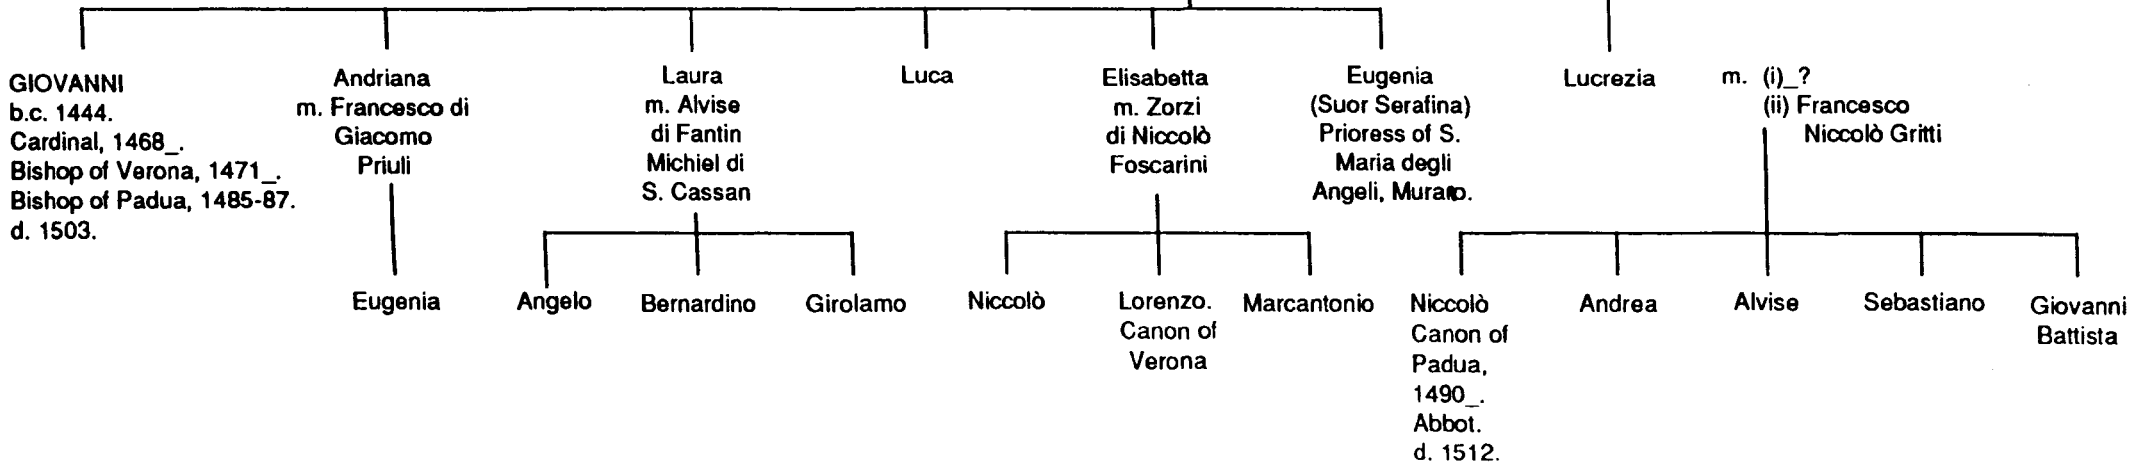 GIOVANNI
b.c. 1444.
Cardinal, 1468_.
Bishop of Verona, 1471_.
Bishop of Padua, 1485-87.
d. 1503.
Andriana
m. Francesco di
Giacomo
Priuli
Laura
m. Alvise
di Fantin
Michiel di
S. Cassan
Luca
Elisabetta
m. Zorzi
di Niccolò
Foscarini
Eugenia
(Suor Serafina)
Prioress of S.
Maria degli
Angeli, Murano.
Lucrezia
m. (i)_?
(ii) Francesco
Niccolò Gritti
Eugenia
Angelo
Bernardino
Girolamo
Niccolò
Lorenzo.
Canon of
Verona
Marcantonio
Niccolò
Canon of
Padua,
1490_.
Abbot.
d. 1512.
Andrea
Alvise
Sebastiano
Giovanni
Battista